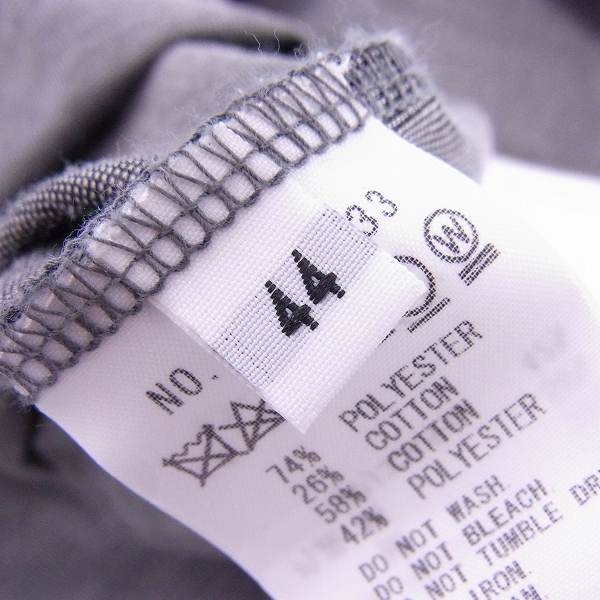 44
NO.
33
W
74% POLYESTER
26% COTTON
58% COTTON
42% POLYESTER
DO NOT WASH.
DO NOT BLEACH.
DO NOT TUMBLE
IRON.